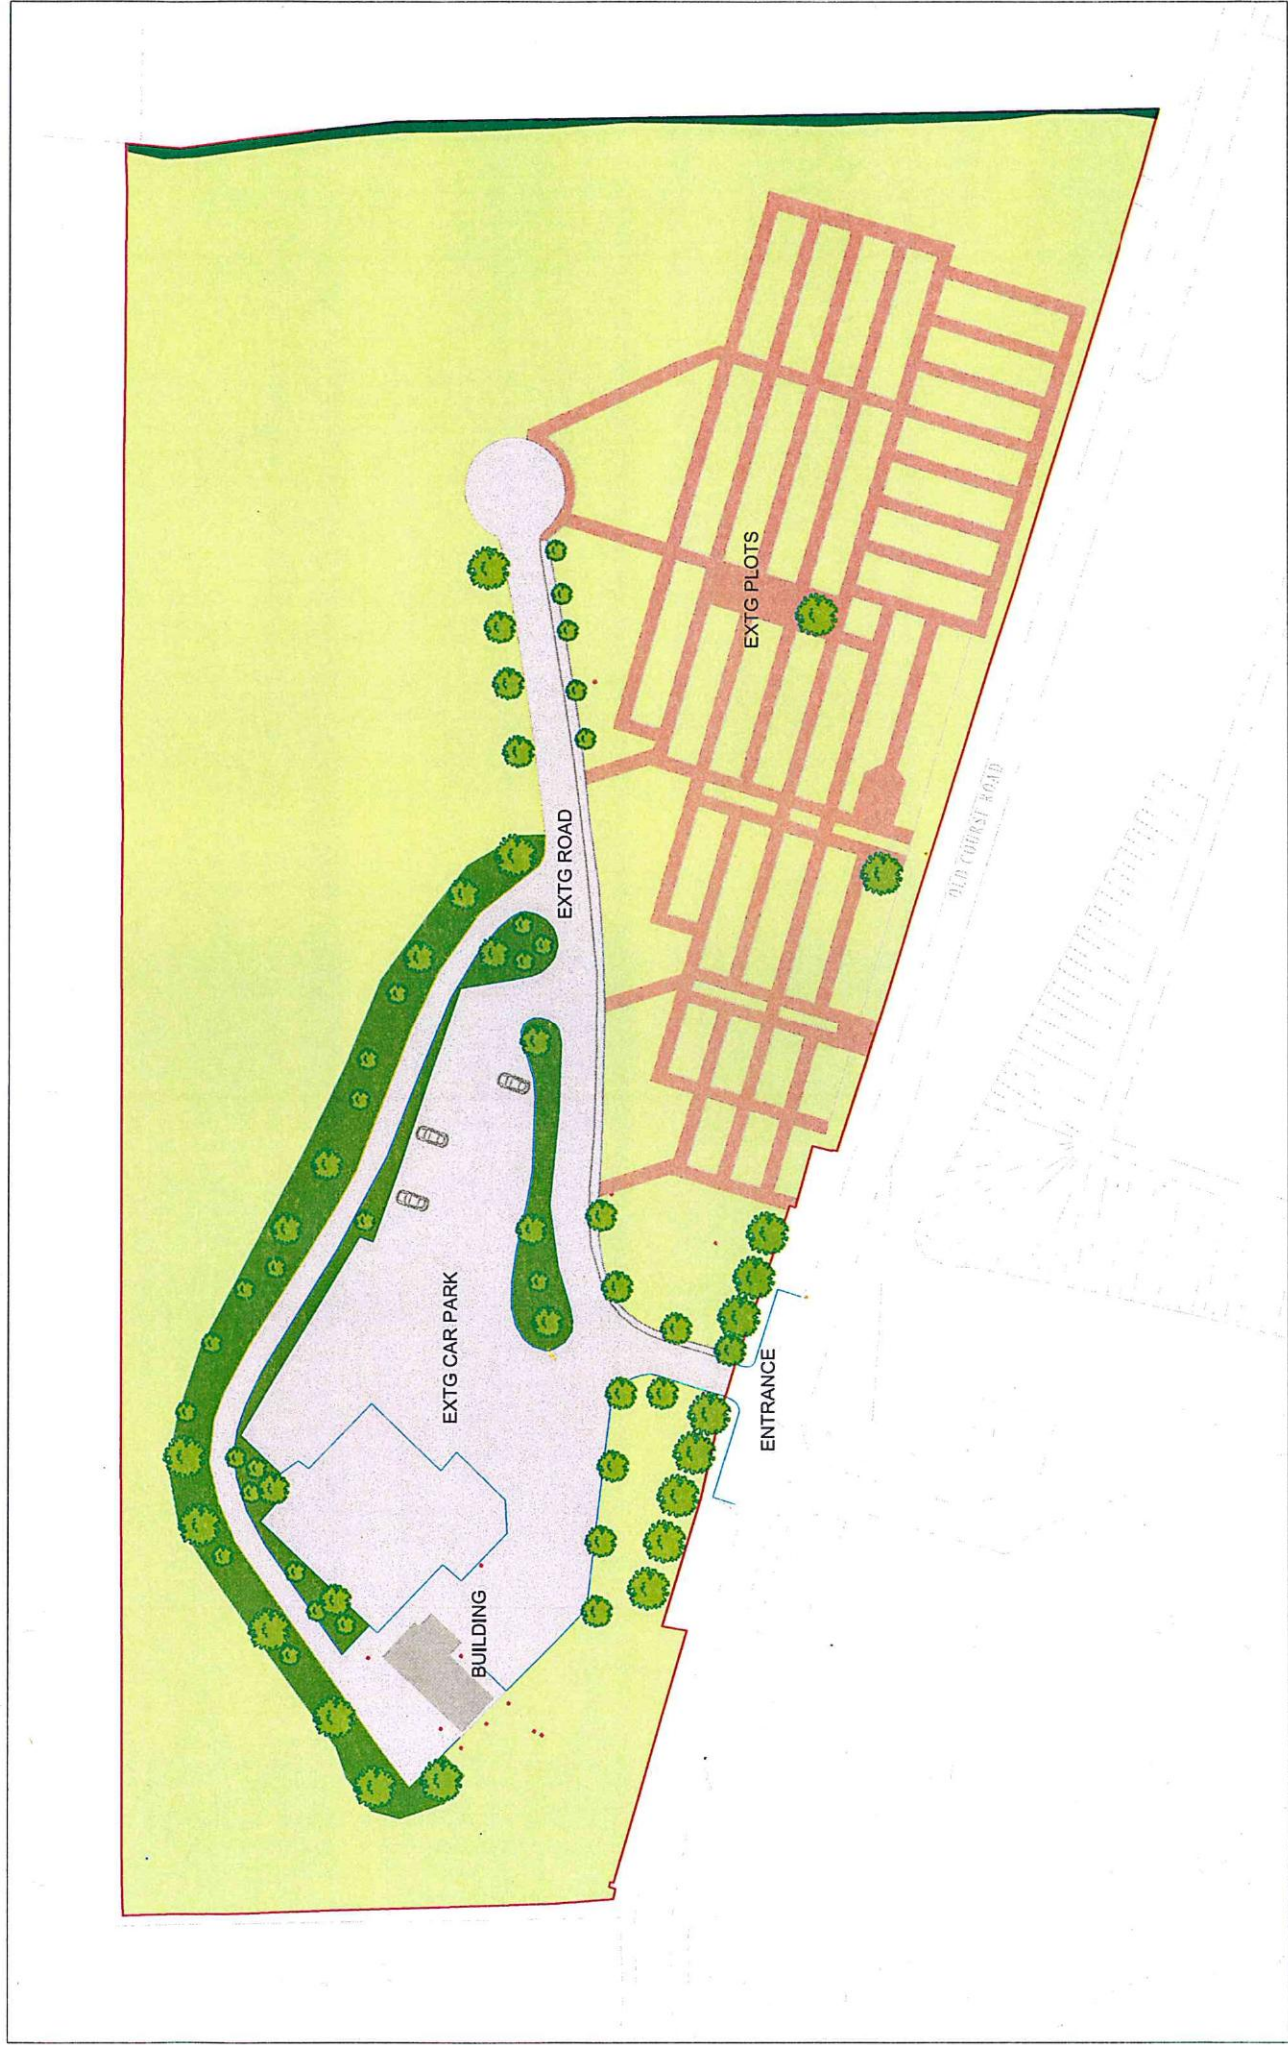 EXTG PLOTS
EXTG ROAD
OLD COURSE ROAD
EXTG CAR PARK
ENTRANCE
BUILDING